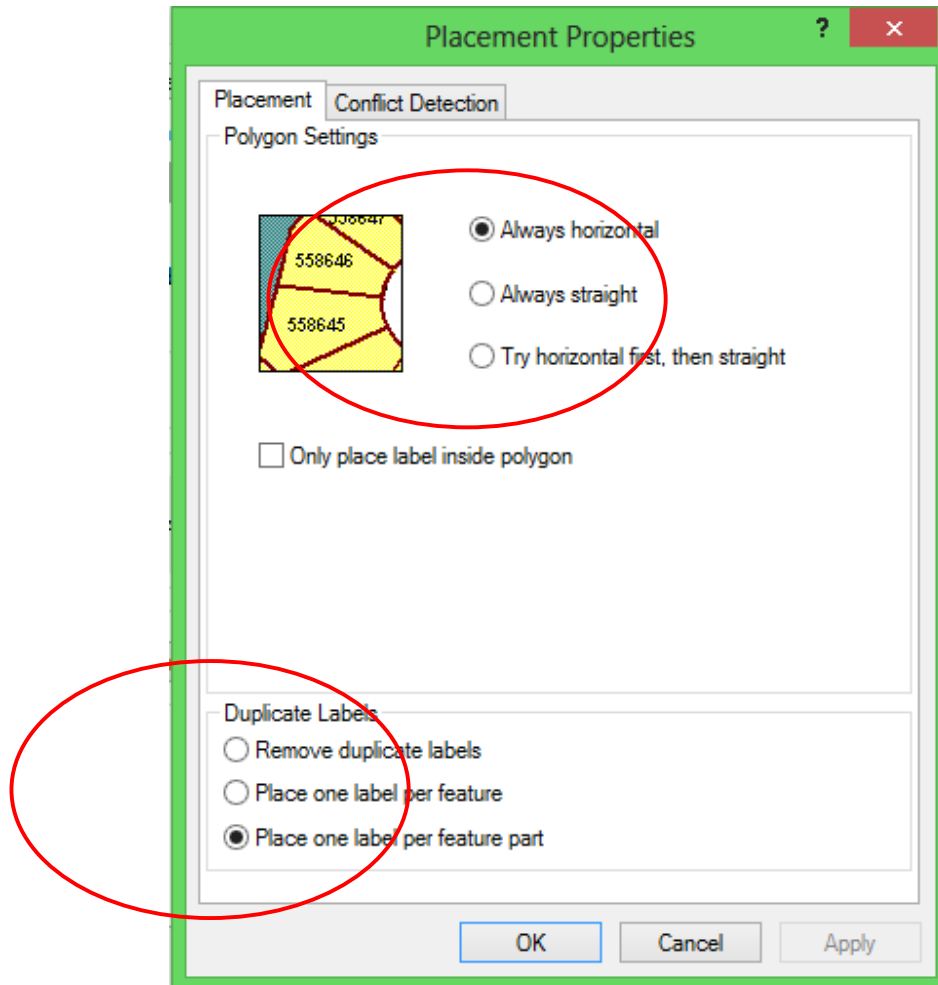 Placement Properties
?
Placement Conflict Detection
Polygon Settings
558647
558646
558645
Always horizontal
Always straight
Try horizontal first, then straight
Only place label inside polygon
Duplicate Labels
Remove duplicate labels
Place one label per feature
Place one label per feature part
OK Cancel Apply